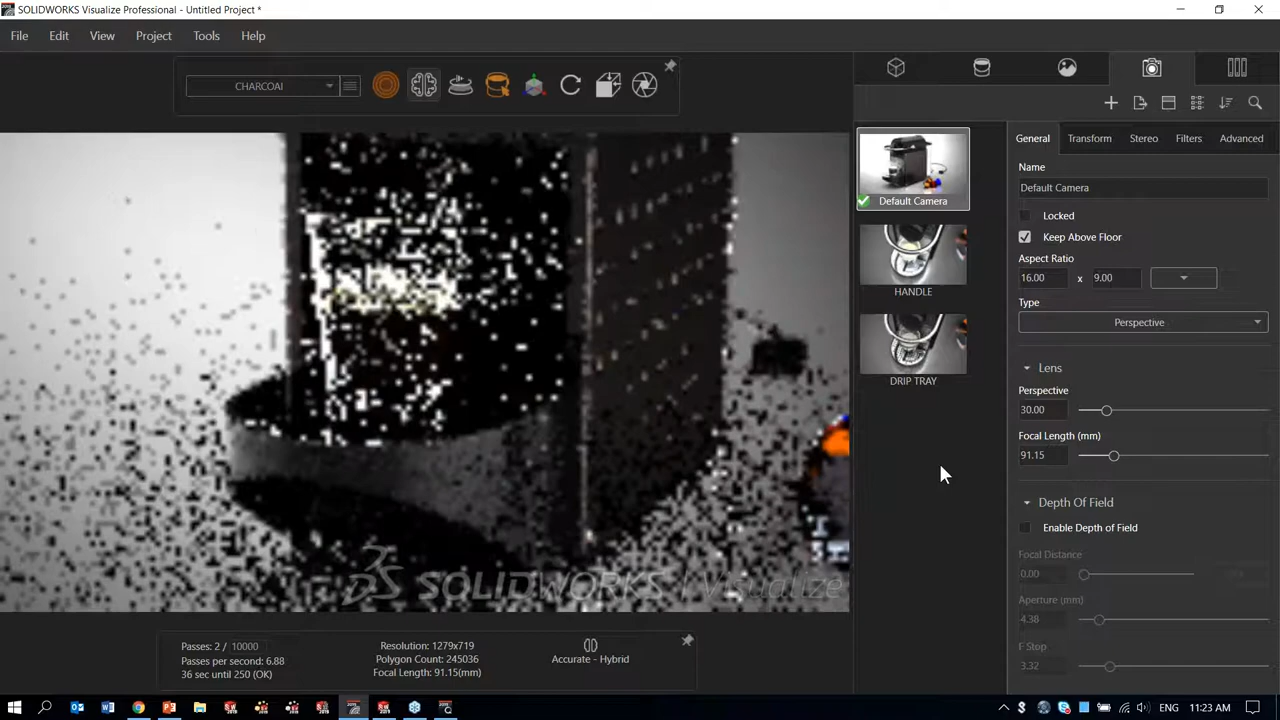 SOLIDWORKS Visualize Professional - Untitled Project *
File Edit View Project Tools Help
CHARCOAl
Default Camera
HANDLE
DRIP TRAY
General Transform Stereo Filters Advanced
Name
Default Camera
Locked
Keep Above Floor
Aspect Ratio
16.00 x 9.00
Type
Perspective
Lens
Perspective
30.00
Focal Length (mm)
91.15
Depth Of Field
Enable Depth of Field
Focal Distance
0.00
Aperture (mm)
4.38
F Stop
3.32
SOLIDWORKS | Visualize
Passes: 2 / 10000
Passes per second: 6.88
36 sec until 250 (OK)
Resolution: 1279x719
Polygon Count: 245036
Focal Length: 91.15(mm)
Accurate - Hybrid
ENG 11:23 AM